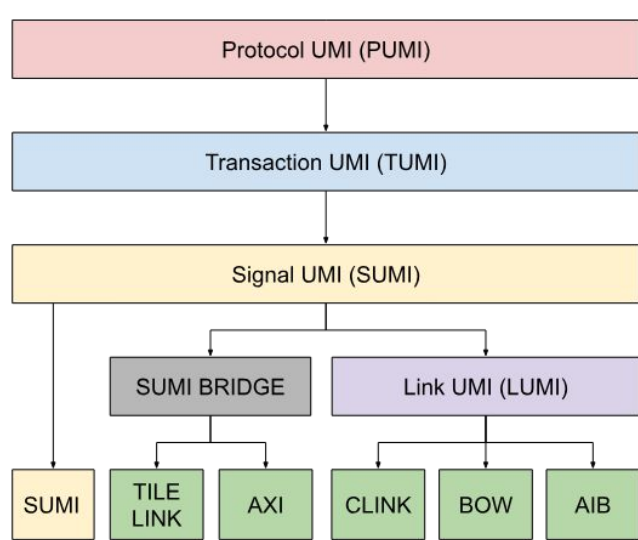 Protocol UMI (PUMI)
Transaction UMI (TUMI)
Signal UMI (SUMI)
SUMI BRIDGE
Link UMI (LUMI)
SUMI
TILE
LINK
AXI
CLINK
BOW
AIB